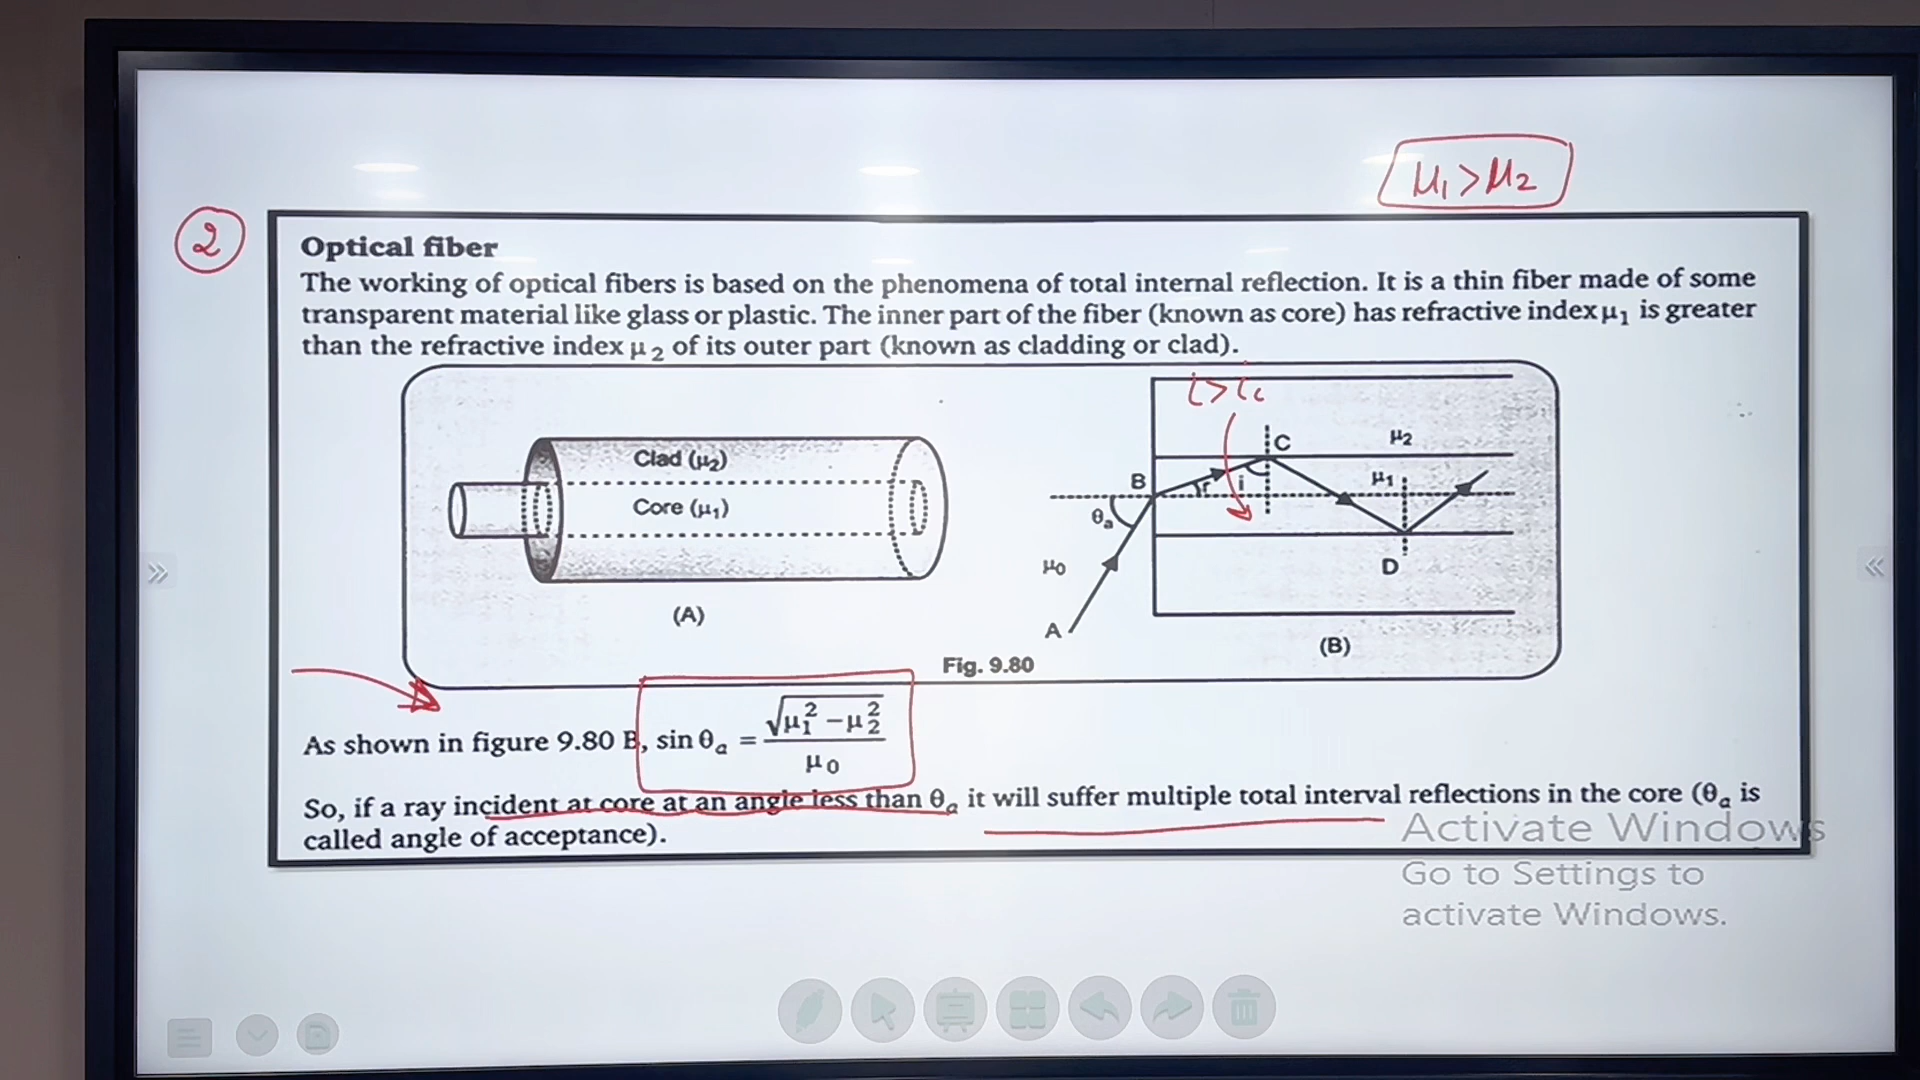 μ₁>μ₂
2
Optical fiber
The working of optical fibers is based on the phenomena of total internal reflection. It is a thin fiber made of some
transparent material like glass or plastic. The inner part of the fiber (known as core) has refractive index μ₁ is greater
than the refractive index μ₂ of its outer part (known as cladding or clad).
i>i꜀
Clad (μ₂)
Core (μ₁)
(A)
C
μ₂
B
r
i
μ₁
θₐ
μ₀
D
A
(B)
Fig. 9.80
As shown in figure 9.80 B, sin θₐ = √(μ₁² – μ₂²) / μ₀
So, if a ray incident at core at an angle less than θₐ it will suffer multiple total interval reflections in the core (θₐ is
called angle of acceptance).
Activate Windows
Go to Settings to
activate Windows.